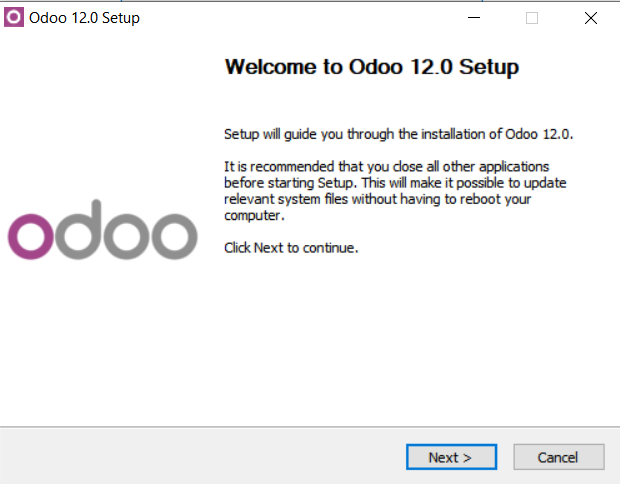 Odoo 12.0 Setup
Welcome to Odoo 12.0 Setup
Setup will guide you through the installation of Odoo 12.0.
It is recommended that you close all other applications
before starting Setup. This will make it possible to update
relevant system files without having to reboot your
computer.
Click Next to continue.
odoo
Next >
Cancel